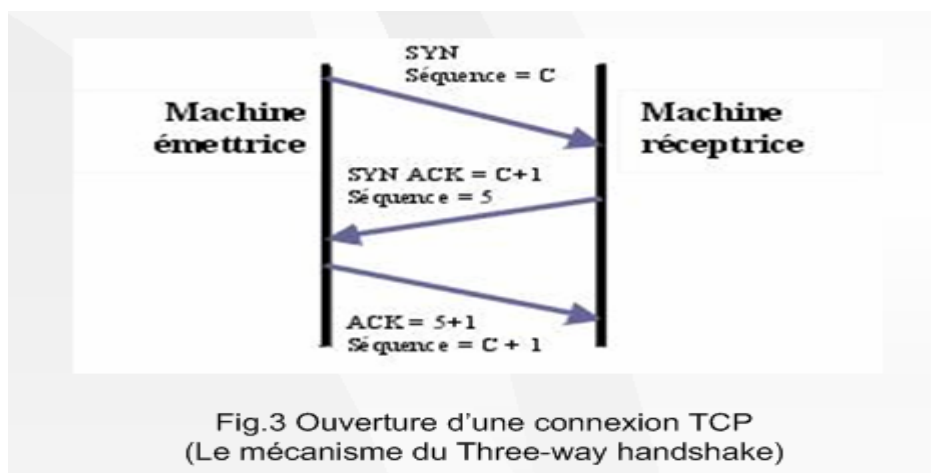 SYN
Séquence = C
Machine
émettrice
Machine
réceptrice
SYN ACK = C+1
Séquence = 5
ACK = 5+1
Séquence = C + 1
Fig.3 Ouverture d'une connexion TCP
(Le mécanisme du Three-way handshake)